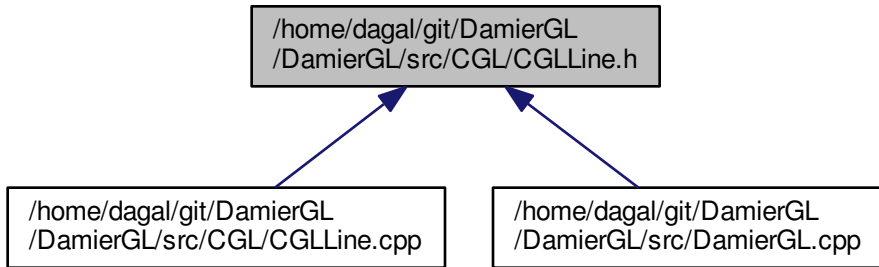 /home/dagal/git/DamierGL
/DamierGL/src/CGL/CGLLine.h
/home/dagal/git/DamierGL
/DamierGL/src/CGL/CGLLine.cpp
/home/dagal/git/DamierGL
/DamierGL/src/DamierGL.cpp